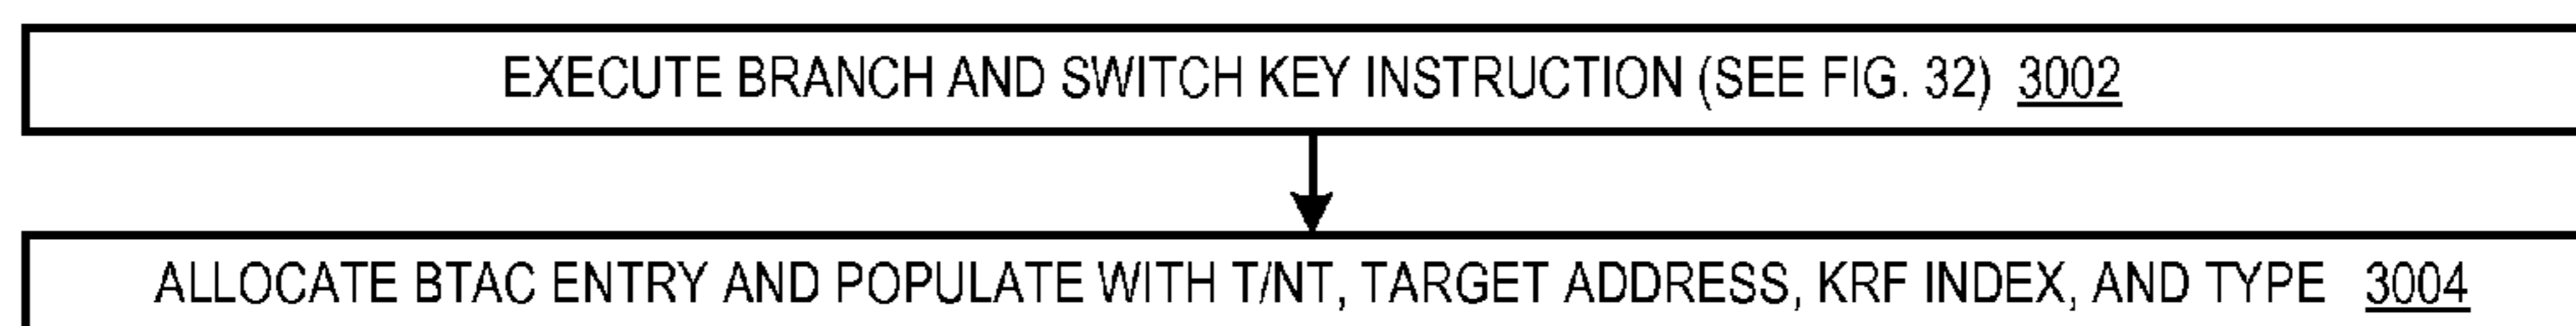 EXECUTE BRANCH AND SWITCH KEY INSTRUCTION (SEE FIG. 32) 3002
ALLOCATE BTAC ENTRY AND POPULATE WITH T/NT, TARGET ADDRESS, KRF INDEX, AND TYPE 3004